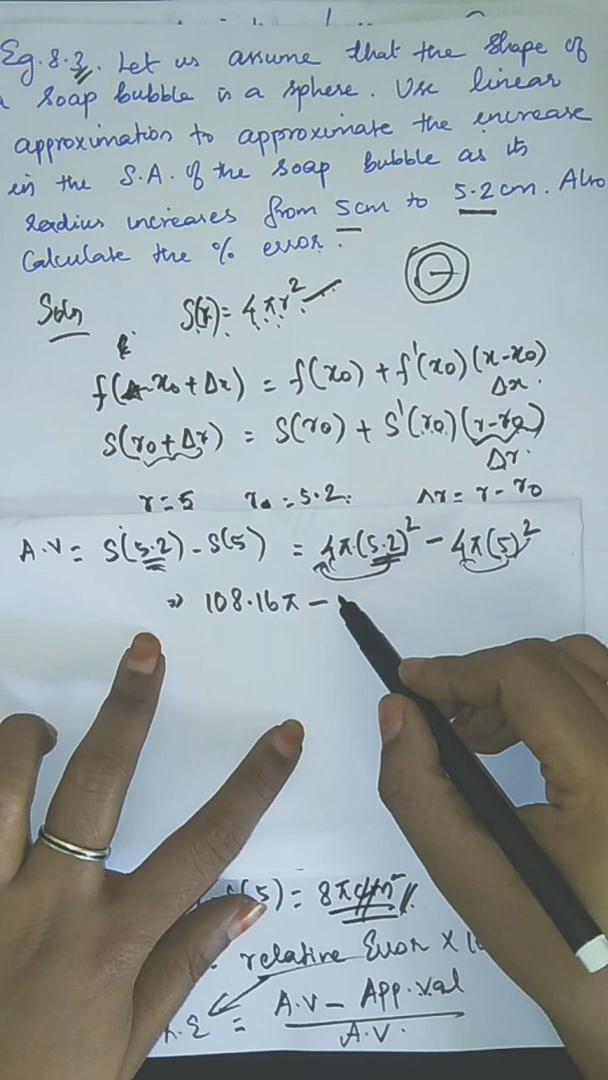 Eg. 8.3. Let us assume that the shape of
a soap bubble is a sphere. Use linear
approximation to approximate the increase
in the S.A. of the soap bubble as its
radius increases from 5cm to 5.2cm. Also
Calculate the % error.
Soln S(r) = 4πr²
f(x₀+Δx) = f(x₀) + f'(x₀)(x-x₀)
Δx.
S(r₀+Δr) = S(r₀) + S'(r₀)(r-r₀)
Δr.
r=5 r₀=5.2. Δr = r-r₀
A.V = S(5.2) - S(5) = 4π(5.2)² - 4π(5)²
⇒ 108.16π -
S(5) = 8π cm²
relative Error X
R.E = A.V - App.val
A.V.